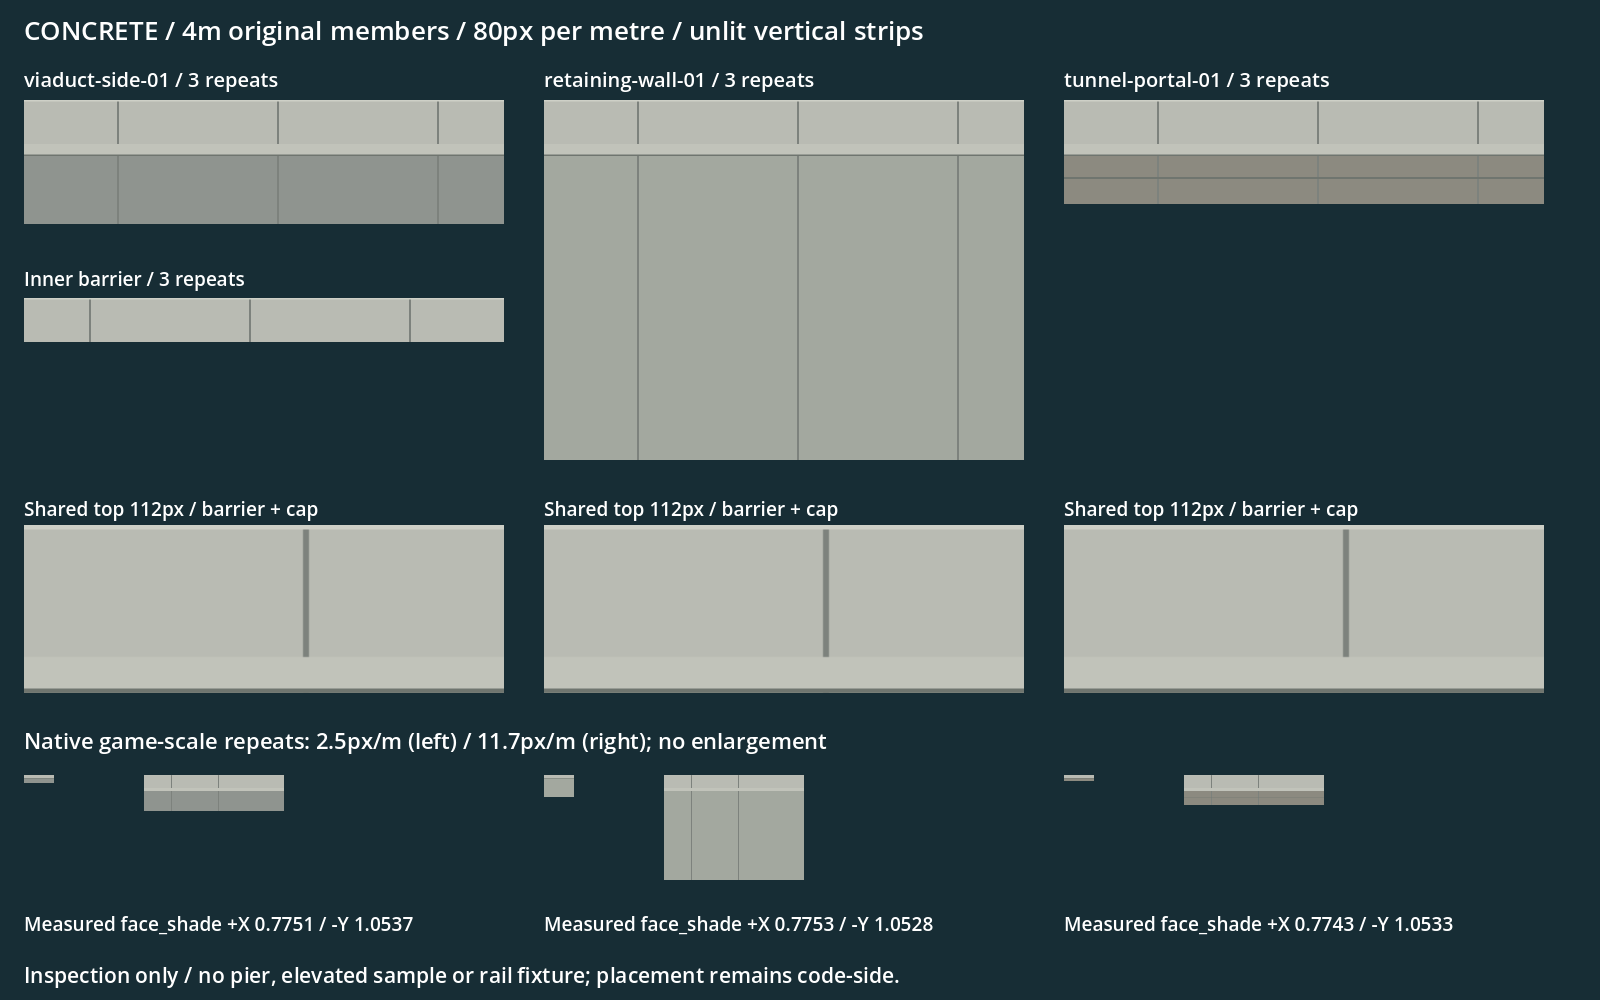 CONCRETE / 4m original members / 80px per metre / unlit vertical strips
viaduct-side-01 / 3 repeats
retaining-wall-01 / 3 repeats
tunnel-portal-01 / 3 repeats
Inner barrier / 3 repeats
Shared top 112px / barrier + cap
Shared top 112px / barrier + cap
Shared top 112px / barrier + cap
Native game-scale repeats: 2.5px/m (left) / 11.7px/m (right); no enlargement
Measured face_shade +X 0.7751 / -Y 1.0537
Measured face_shade +X 0.7753 / -Y 1.0528
Measured face_shade +X 0.7743 / -Y 1.0533
Inspection only / no pier, elevated sample or rail fixture; placement remains code-side.